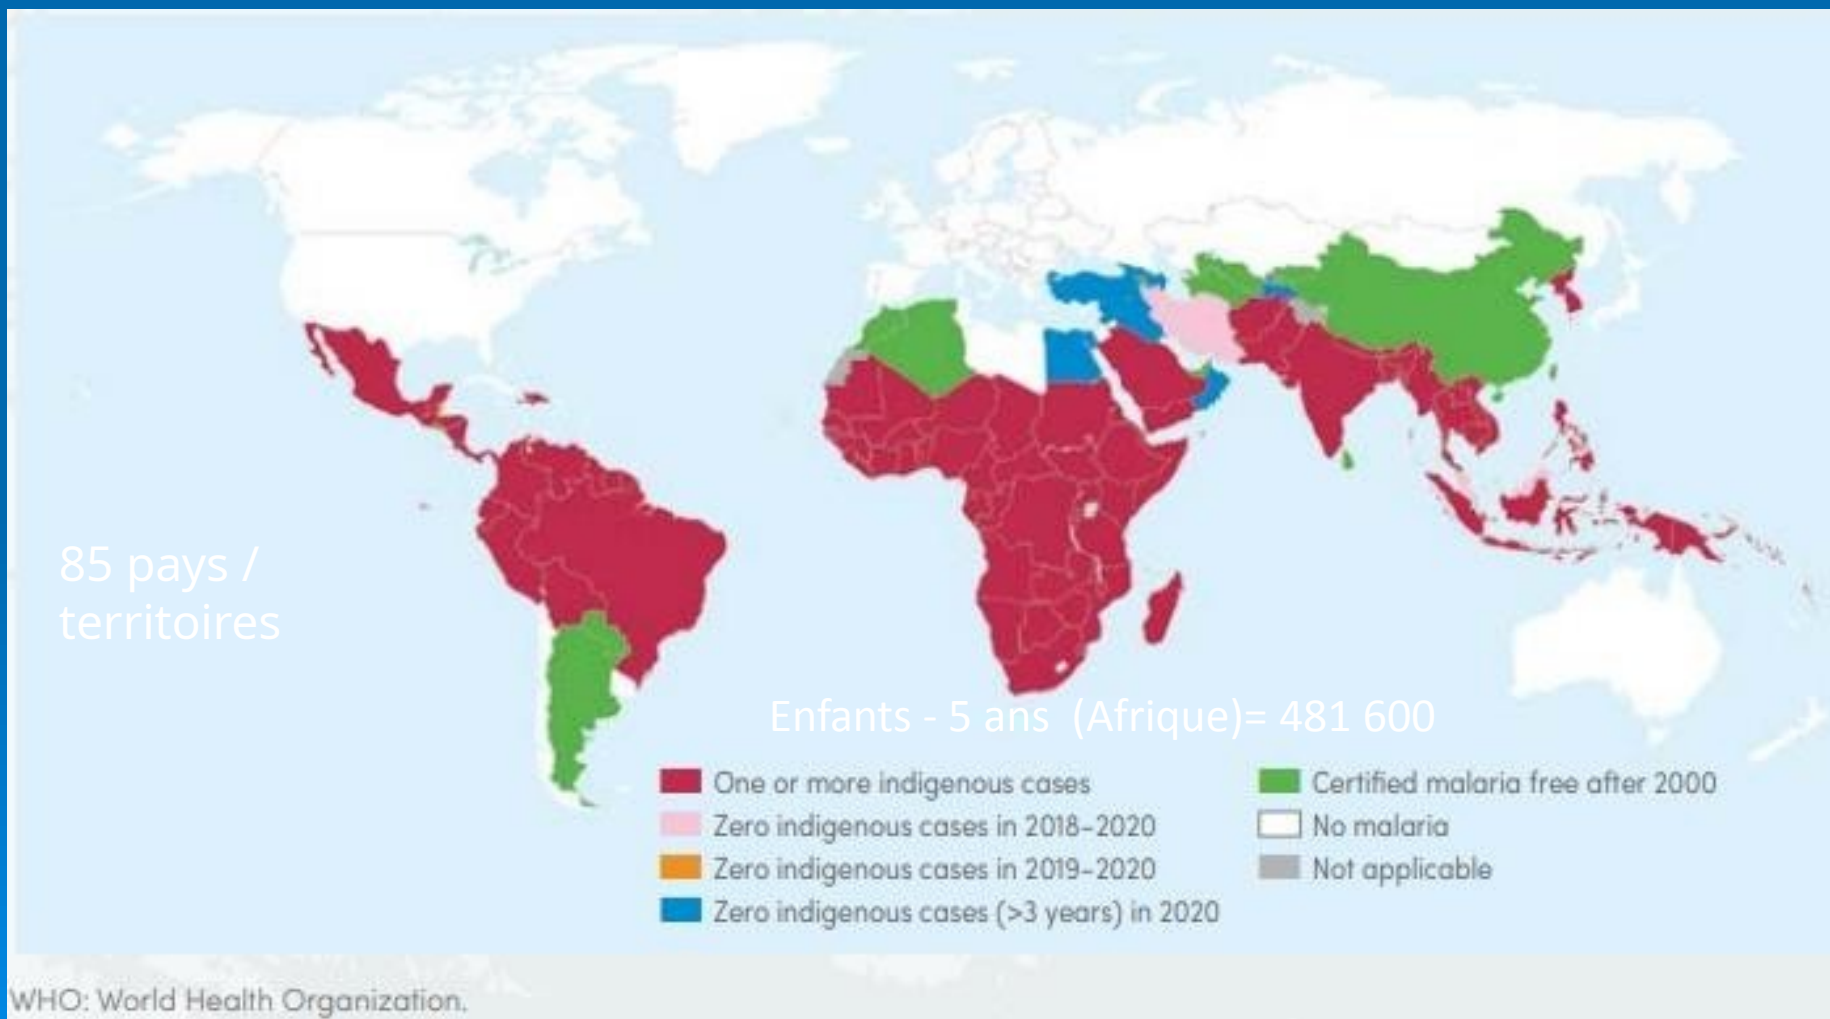 85 pays /
territoires
Enfants - 5 ans (Afrique)= 481 600
One or more indigenous cases
Zero indigenous cases in 2018–2020
Zero indigenous cases in 2019–2020
Zero indigenous cases (>3 years) in 2020
Certified malaria free after 2000
No malaria
Not applicable
WHO: World Health Organization.